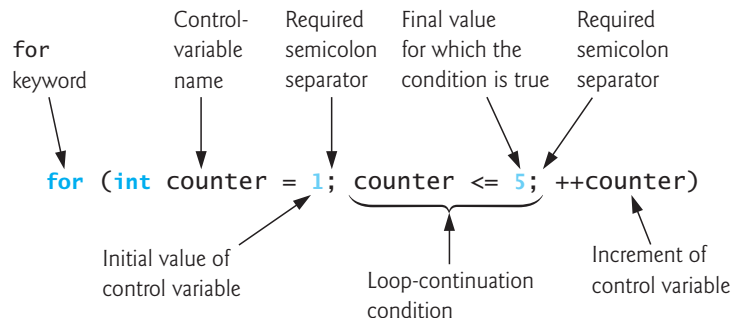 for
keyword
Control-
variable
name
Required
semicolon
separator
Final value
for which the
condition is true
Required
semicolon
separator
for (int counter = 1; counter <= 5; ++counter)
Initial value of
control variable
Loop-continuation
condition
Increment of
control variable